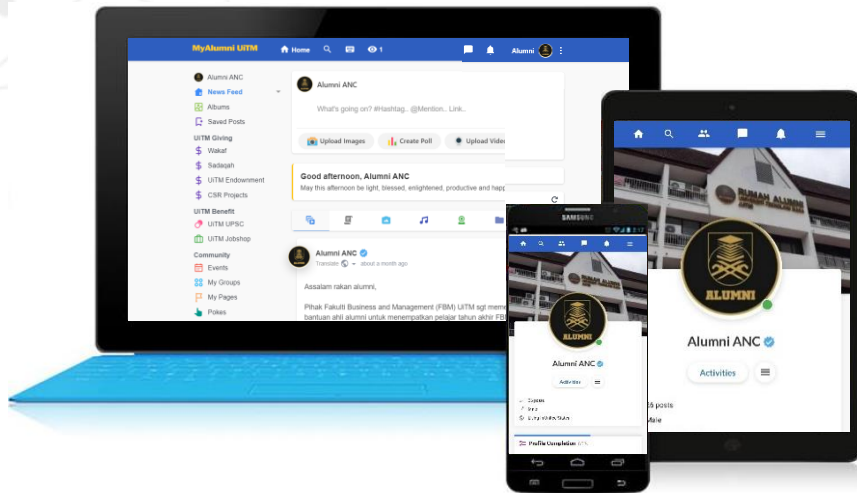 MyAlumni UiTM
Home
1
Alumni
Alumni ANC
News Feed
Albums
Saved Posts
UiTM Giving
Wakaf
Sadaqah
UiTM Endownment
CSR Projects
UiTM Benefit
UiTM UPSC
UiTM Jobshop
Community
Events
My Groups
My Pages
Pokes
Alumni ANC
What's going on? #Hashtag.. @Mention.. Link..
Upload Images
Create Poll
Upload Video
Good afternoon, Alumni ANC
May this afternoon be light, blessed, enlightened, productive and happ
Alumni ANC
Translate
about a month ago
Assalam rakan alumni,
Pihak Fakulti Business and Management (FBM) UiTM sgt mem
bantuan ahli alumni untuk menempatkan pelajar tahun akhir FB
SAMSUNG
ALUMNI
Alumni ANC
Activities
Profile Completion
RUMAH ALUMNI
ALUMNI
Alumni ANC
Activities
posts
Male